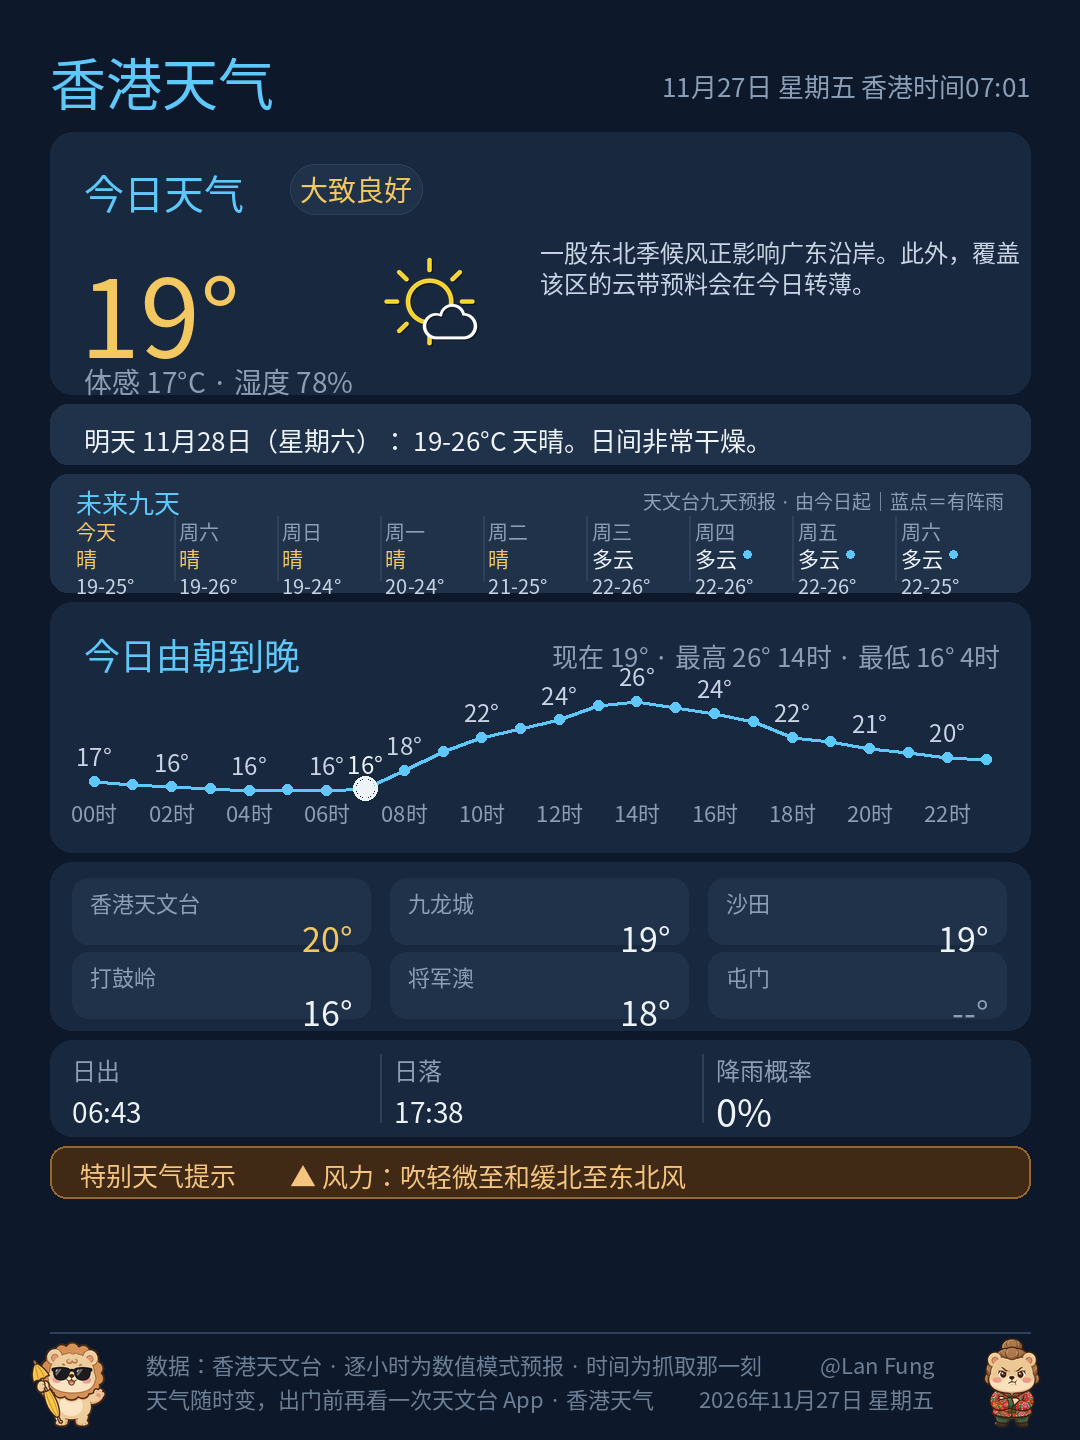 香港天气
11月27日 星期五 香港时间07:01
今日天气
大致良好
一股东北季候风正影响广东沿岸。此外，覆盖
该区的云带预料会在今日转薄。
19°
体感 17°C · 湿度 78%
明天 11月28日（星期六）：19-26°C 天晴。日间非常干燥。
未来九天
天文台九天预报 · 由今日起｜蓝点＝有阵雨
今天 周六 周日 周一 周二 周三 周四 周五 周六
晴 晴 晴 晴 晴 多云 多云 多云 多云
19-25° 19-26° 19-24° 20-24° 21-25° 22-26° 22-26° 22-26° 22-25°
今日由朝到晚
现在 19° · 最高 26° 14时 · 最低 16° 4时
17° 16° 16° 16° 16° 18° 22° 24° 26° 24° 22° 21° 20°
00时 02时 04时 06时 08时 10时 12时 14时 16时 18时 20时 22时
香港天文台
20°
九龙城
19°
沙田
19°
打鼓岭
16°
将军澳
18°
屯门
--°
日出
06:43
日落
17:38
降雨概率
0%
特别天气提示 ▲ 风力：吹轻微至和缓北至东北风
数据：香港天文台 · 逐小时为数值模式预报 · 时间为抓取那一刻 @Lan Fung
天气随时变，出门前再看一次天文台 App · 香港天气 2026年11月27日 星期五